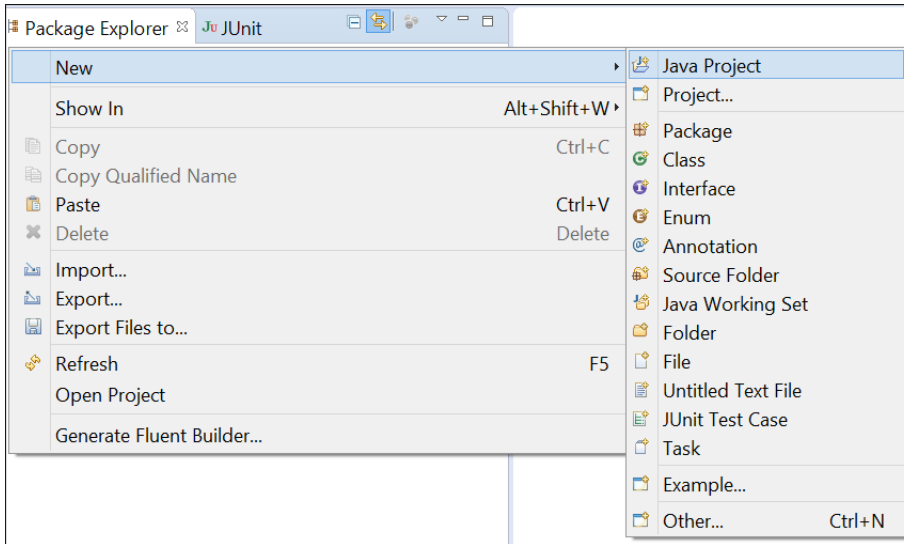 Package Explorer Ju JUnit
New
Show In Alt+Shift+W
Copy Ctrl+C
Copy Qualified Name
Paste Ctrl+V
Delete Delete
Import...
Export...
Export Files to...
Refresh F5
Open Project
Generate Fluent Builder...
Java Project
Project...
Package
Class
Interface
Enum
Annotation
Source Folder
Java Working Set
Folder
File
Untitled Text File
JUnit Test Case
Task
Example...
Other... Ctrl+N